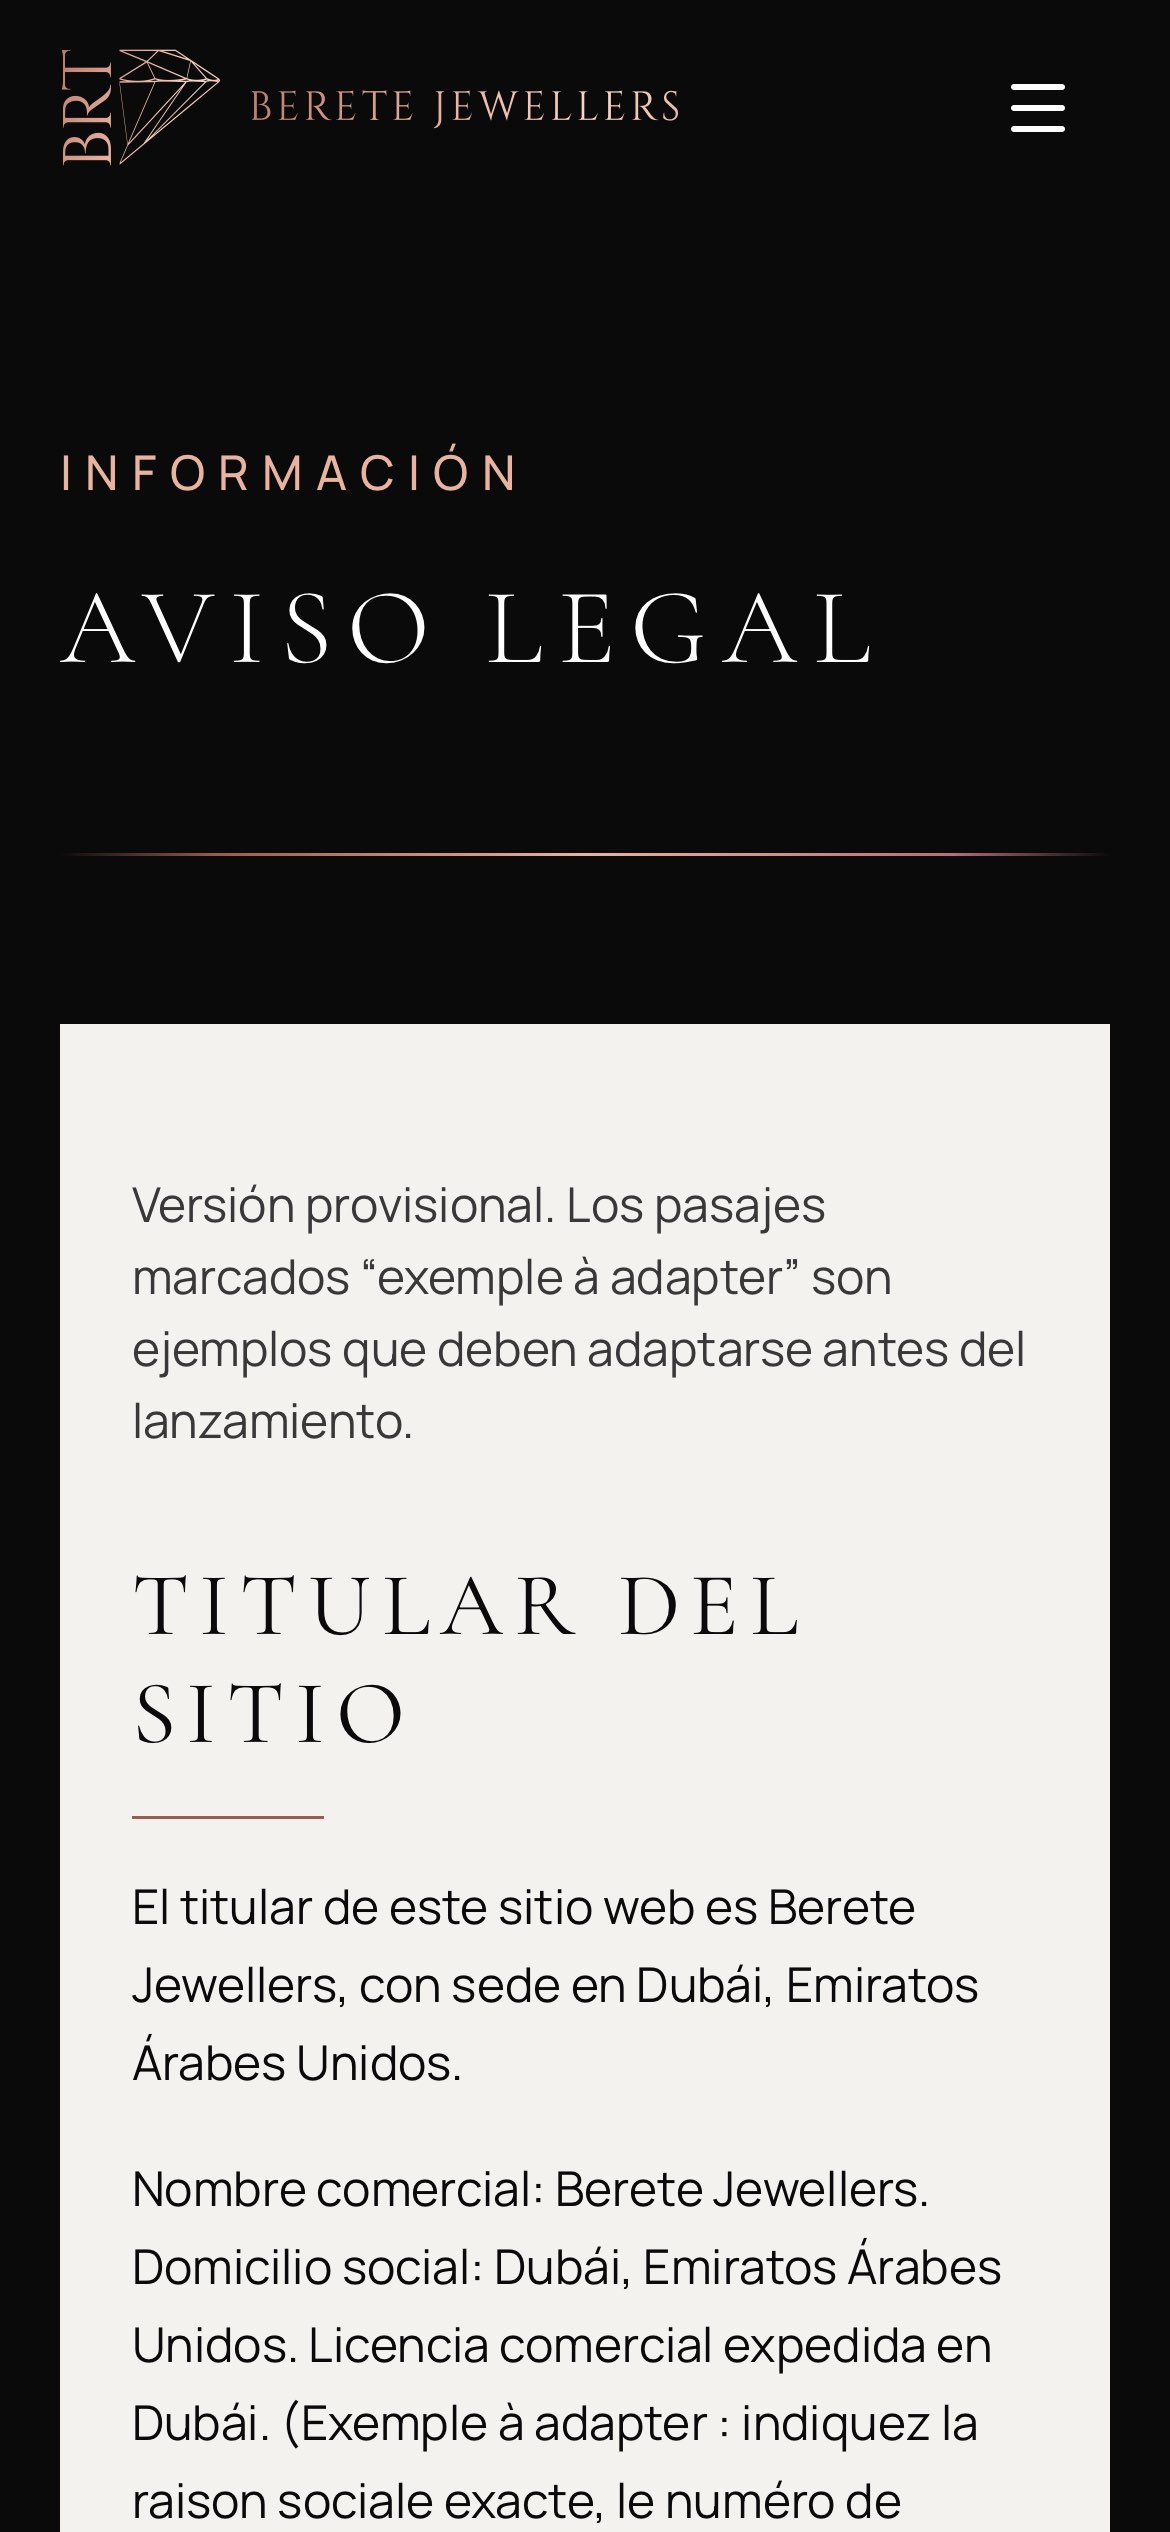 BRT
BERETE JEWELLERS
INFORMACIÓN
AVISO LEGAL
Versión provisional. Los pasajes
marcados “exemple à adapter” son
ejemplos que deben adaptarse antes del
lanzamiento.
TITULAR DEL
SITIO
El titular de este sitio web es Berete
Jewellers, con sede en Dubái, Emiratos
Árabes Unidos.
Nombre comercial: Berete Jewellers.
Domicilio social: Dubái, Emiratos Árabes
Unidos. Licencia comercial expedida en
Dubái. (Exemple à adapter : indiquez la
raison sociale exacte, le numéro de